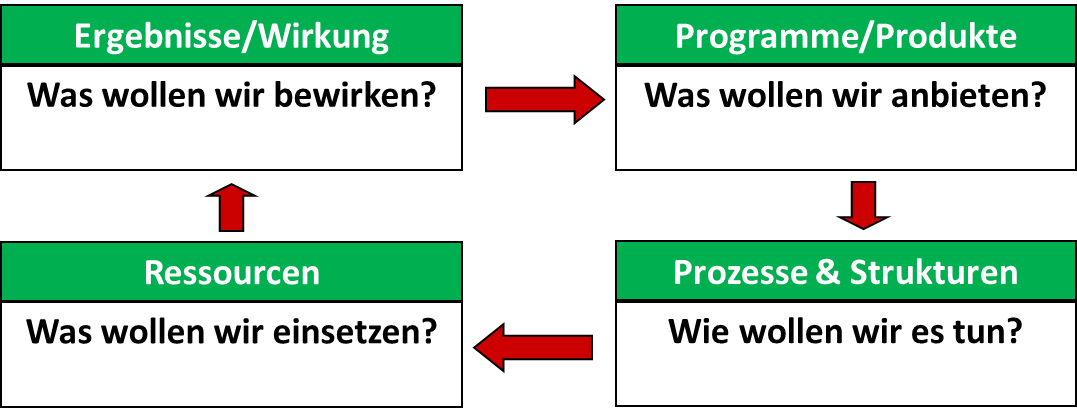 Ergebnisse/Wirkung
Was wollen wir bewirken?
Programme/Produkte
Was wollen wir anbieten?
Ressourcen
Was wollen wir einsetzen?
Prozesse & Strukturen
Wie wollen wir es tun?